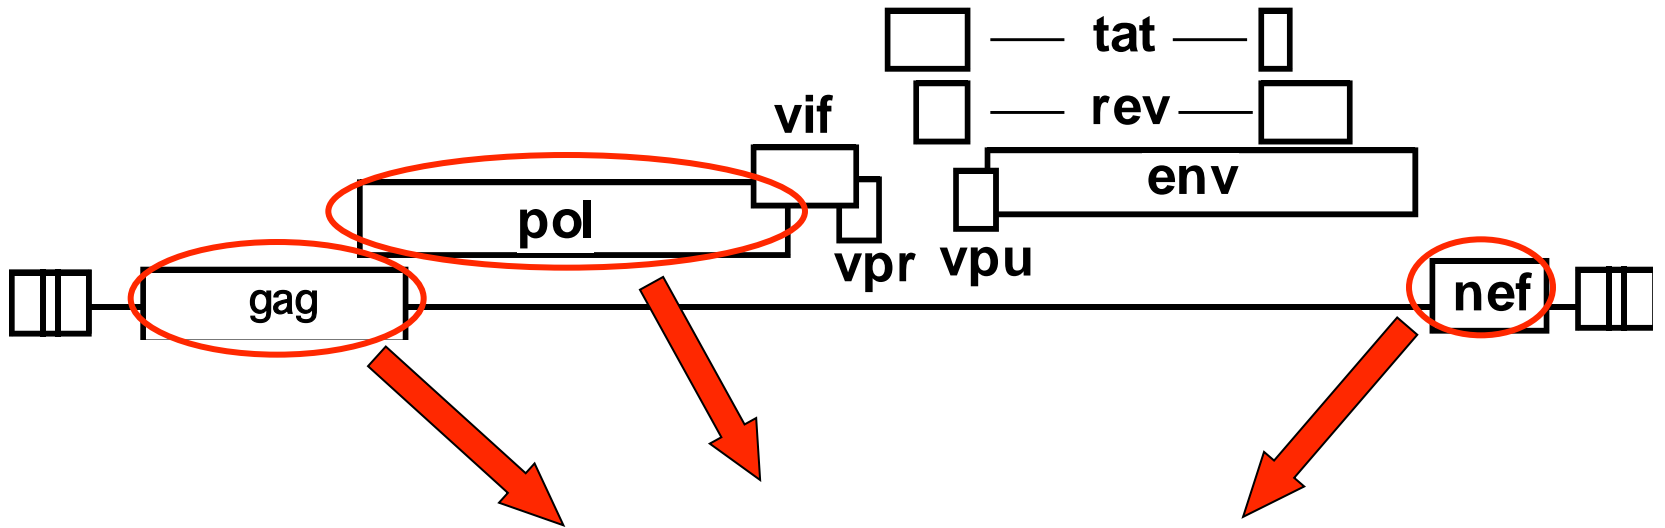 tat
rev
vif
env
pol
vpr
vpu
gag
nef